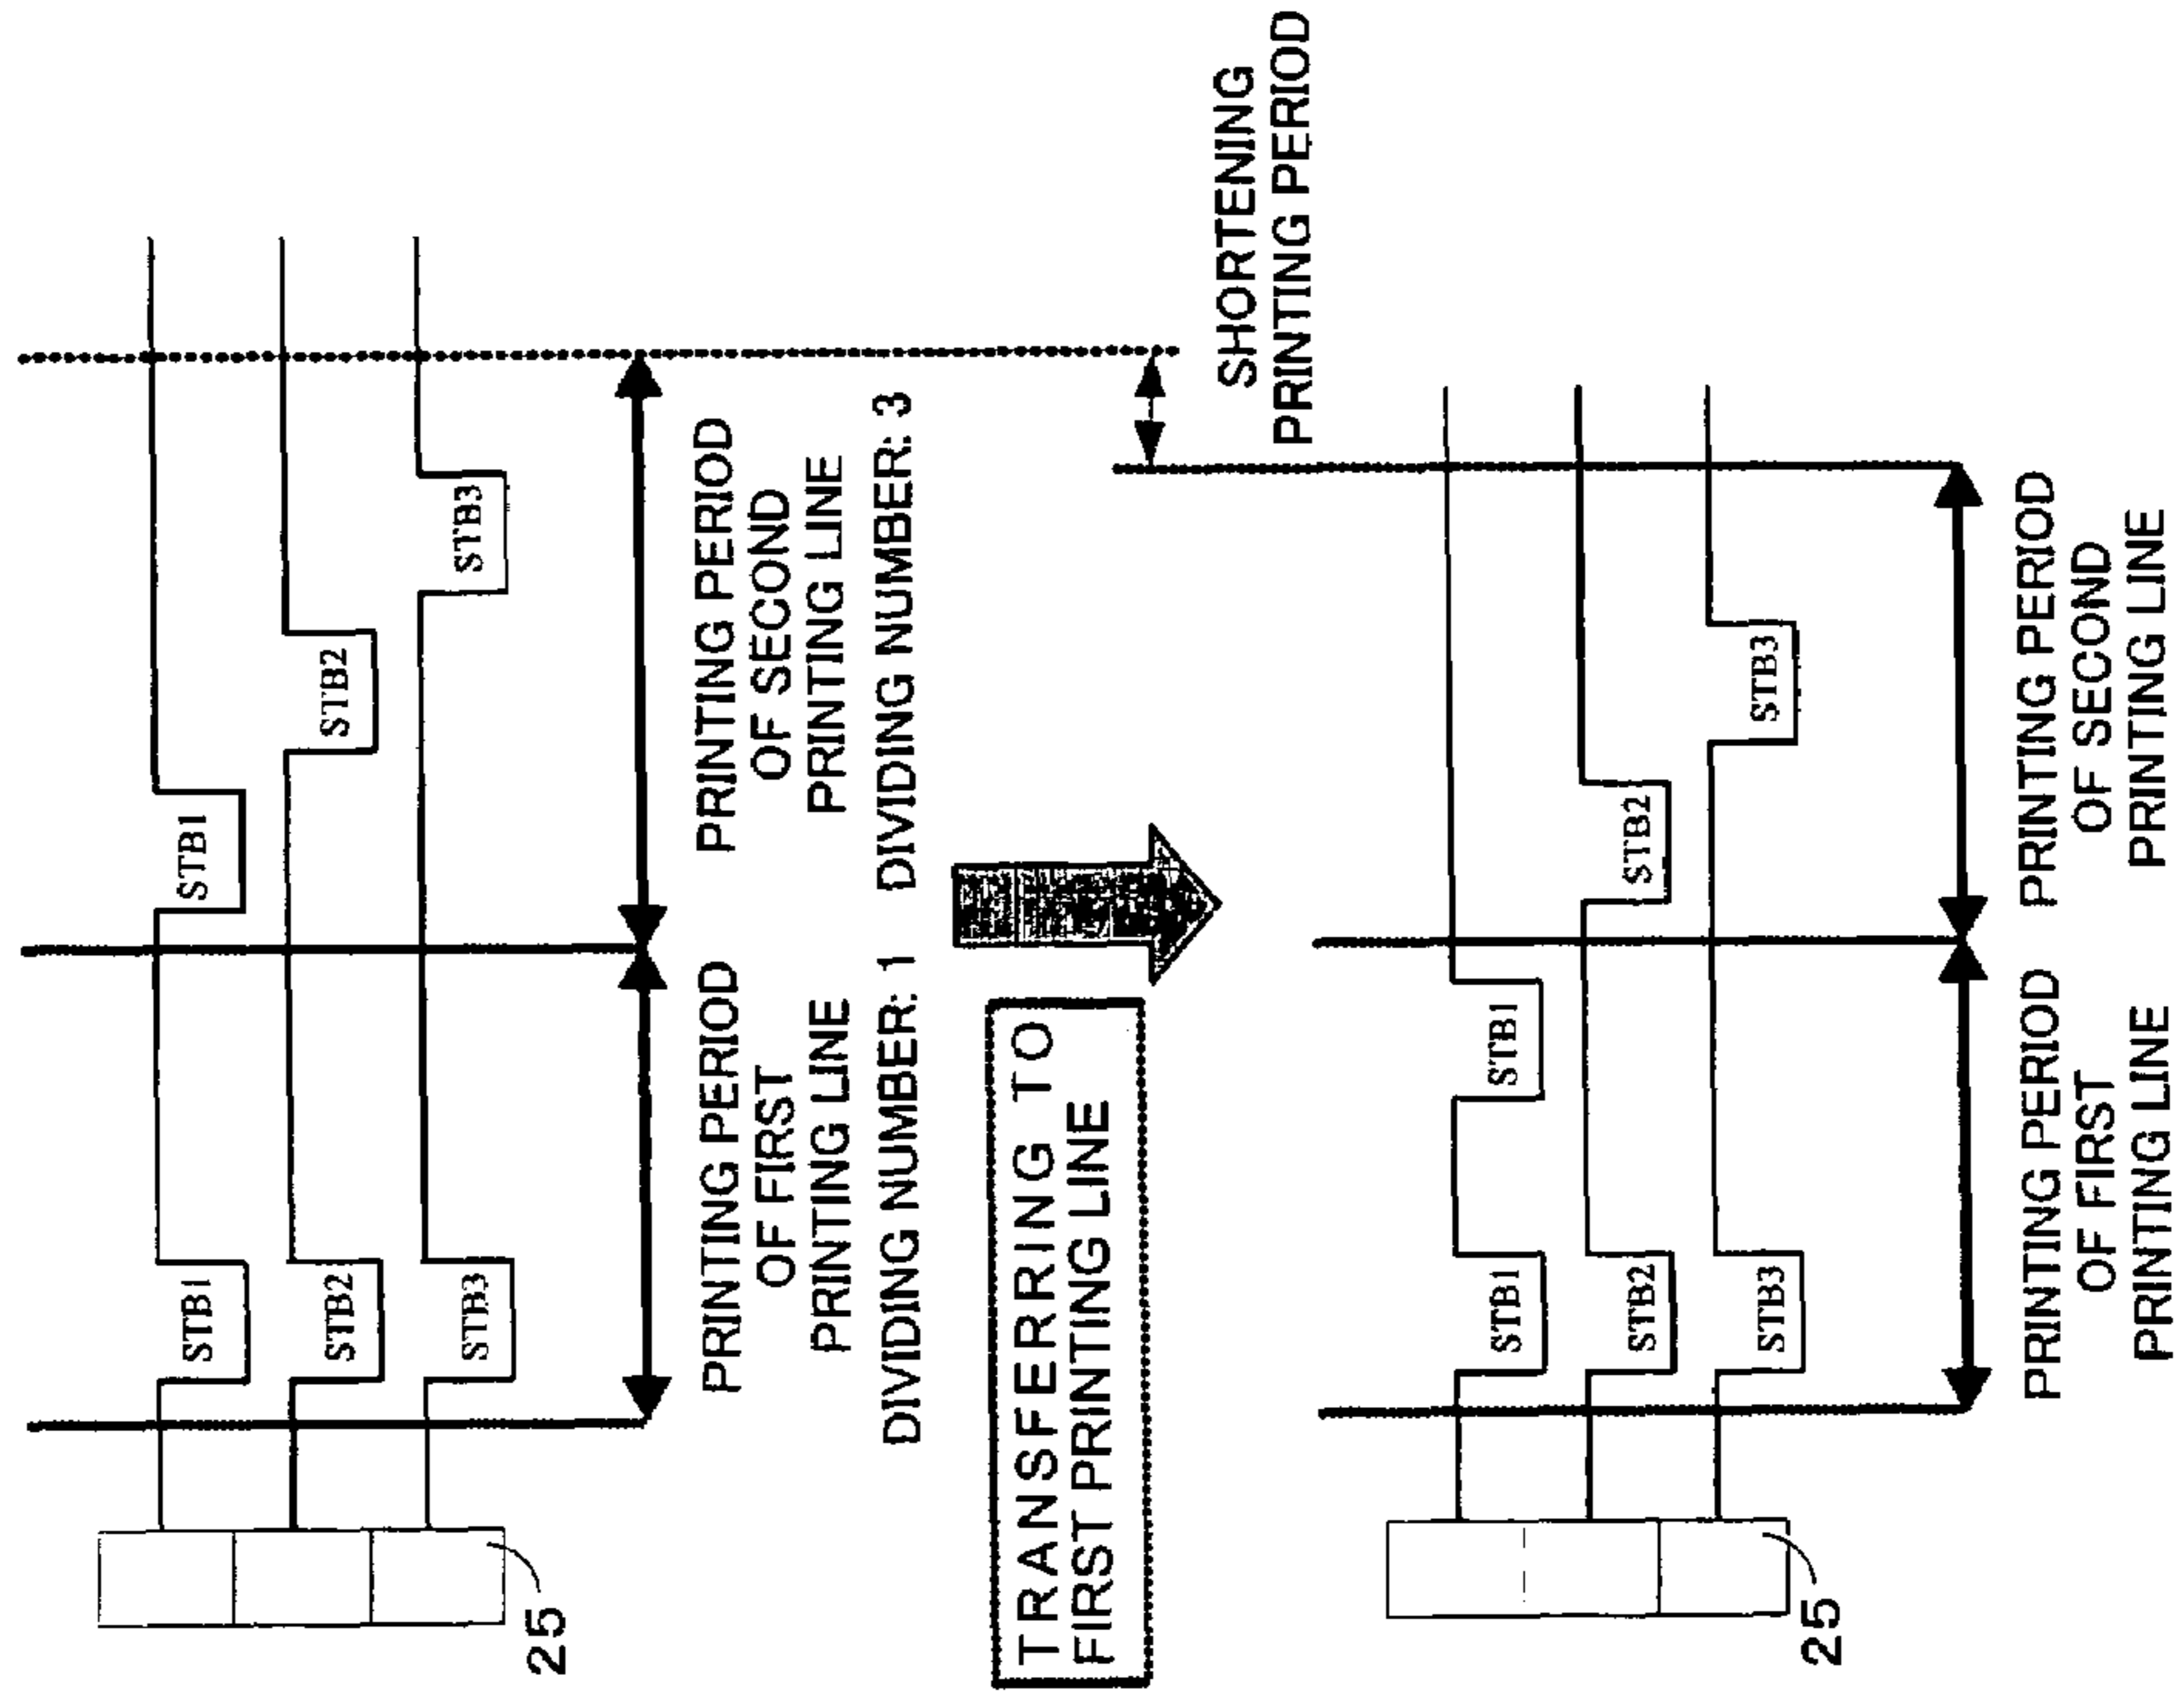 STB1
STB1
STB2
STB2
STB3
STB3
25
PRINTING PERIOD
OF FIRST
PRINTING LINE
PRINTING PERIOD
OF SECOND
PRINTING LINE
DIVIDING NUMBER: 1
DIVIDING NUMBER: 3
TRANSFERRING TO
FIRST PRINTING LINE
SHORTENING
PRINTING PERIOD
STB1
STB1
STB2
STB2
STB3
STB3
25
PRINTING PERIOD
OF FIRST
PRINTING LINE
PRINTING PERIOD
OF SECOND
PRINTING LINE